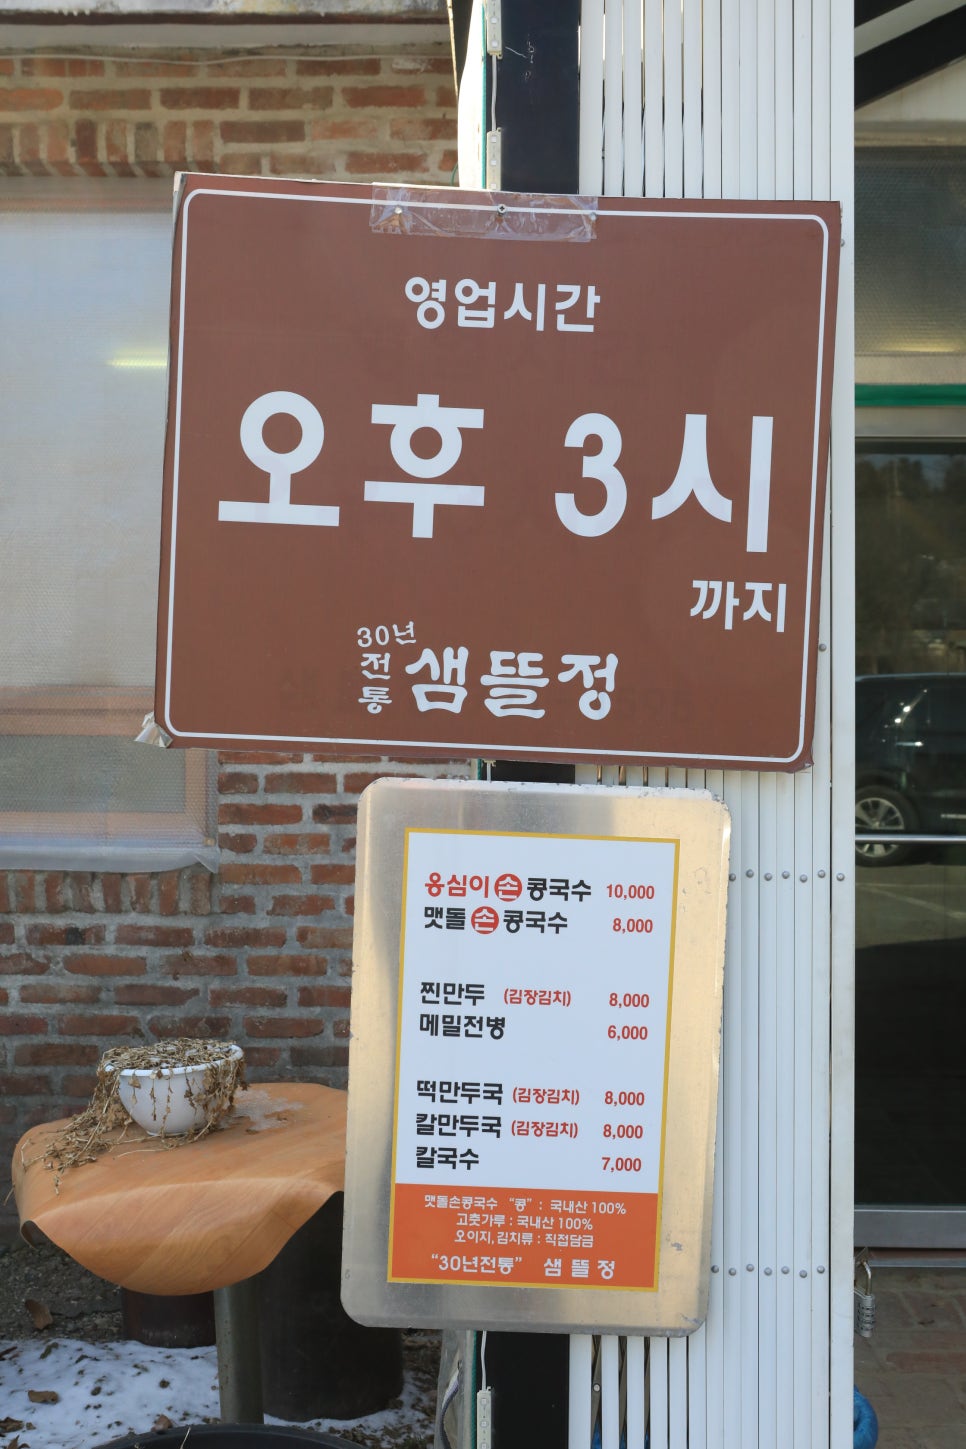 영업시간
오후 3시
까지
30년
전통
샘뜰정
옹심이 손 콩국수 10,000
맷돌 손 콩국수 8,000
찐만두 (김장김치) 8,000
메밀전병 6,000
떡만두국 (김장김치) 8,000
칼만두국 (김장김치) 8,000
칼국수 7,000
맷돌손콩국수 “콩” : 국내산 100%
고춧가루 : 국내산 100%
오이지,김치류 : 직접담금
“30년전통” 샘뜰정